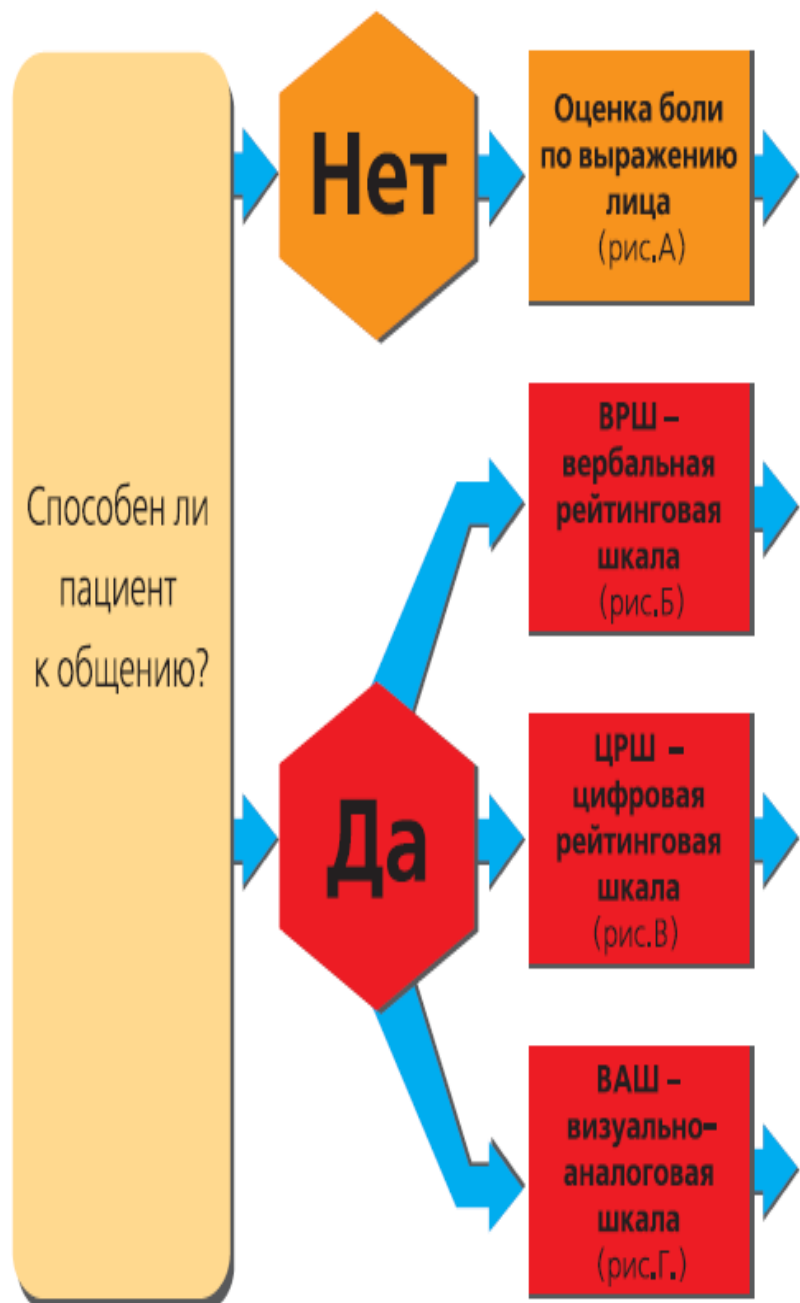 Способен ли
пациент
к общению?
Нет
Оценка боли
по выражению
лица
(рис.А)
Да
ВРШ –
вербальная
рейтинговая
шкала
(рис.Б)
ЦРШ –
цифровая
рейтинговая
шкала
(рис.В)
ВАШ –
визуально-
аналоговая
шкала
(рис.Г.)